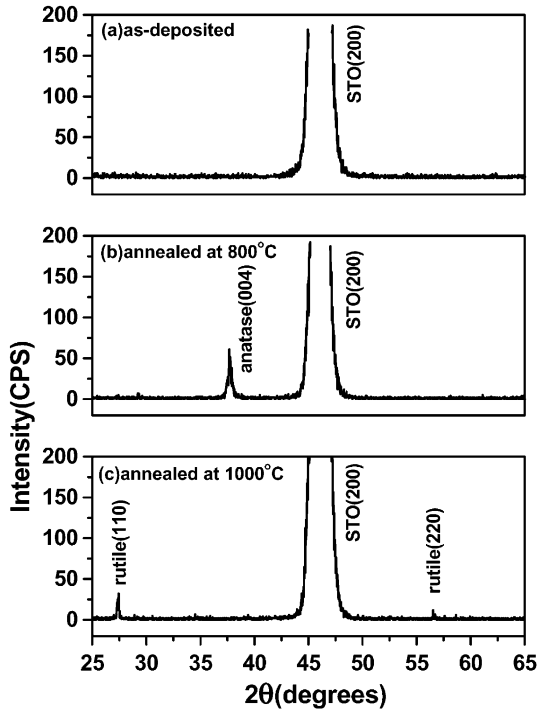 200
(a)as-deposited
150
100
50
0
STO(200)
200
(b)annealed at 800°C
150
100
50
0
anatase(004)
STO(200)
200
(c)annealed at 1000°C
150
100
50
0
rutile(110)
STO(200)
rutile(220)
Intensity(CPS)
25 30 35 40 45 50 55 60 65
2θ(degrees)